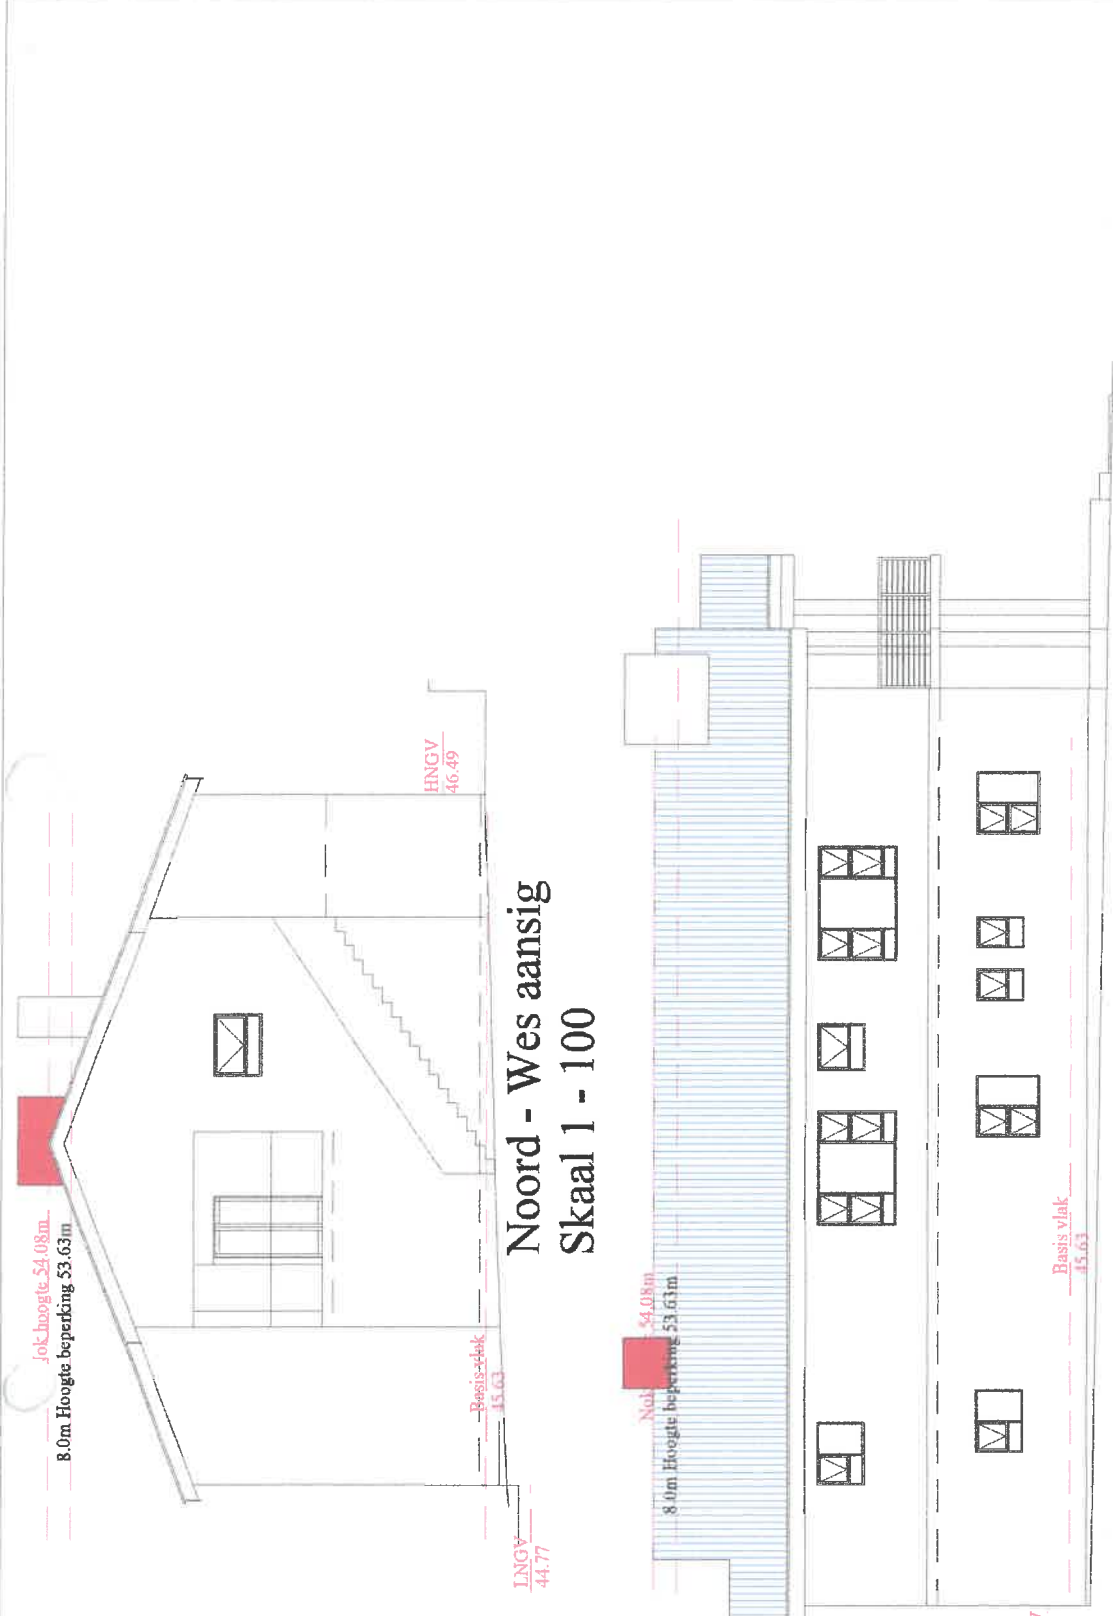 Jok hoogte 54.08m
8.0m Hoogte beperking 53.63m
HNGV
46.49
Basis vlak
45.63
LNGV
44.77
Noord - Wes aansig
Skaal 1 - 100
54.08m
8.0m Hoogte beperking 53.63m
Basis vlak
45.63